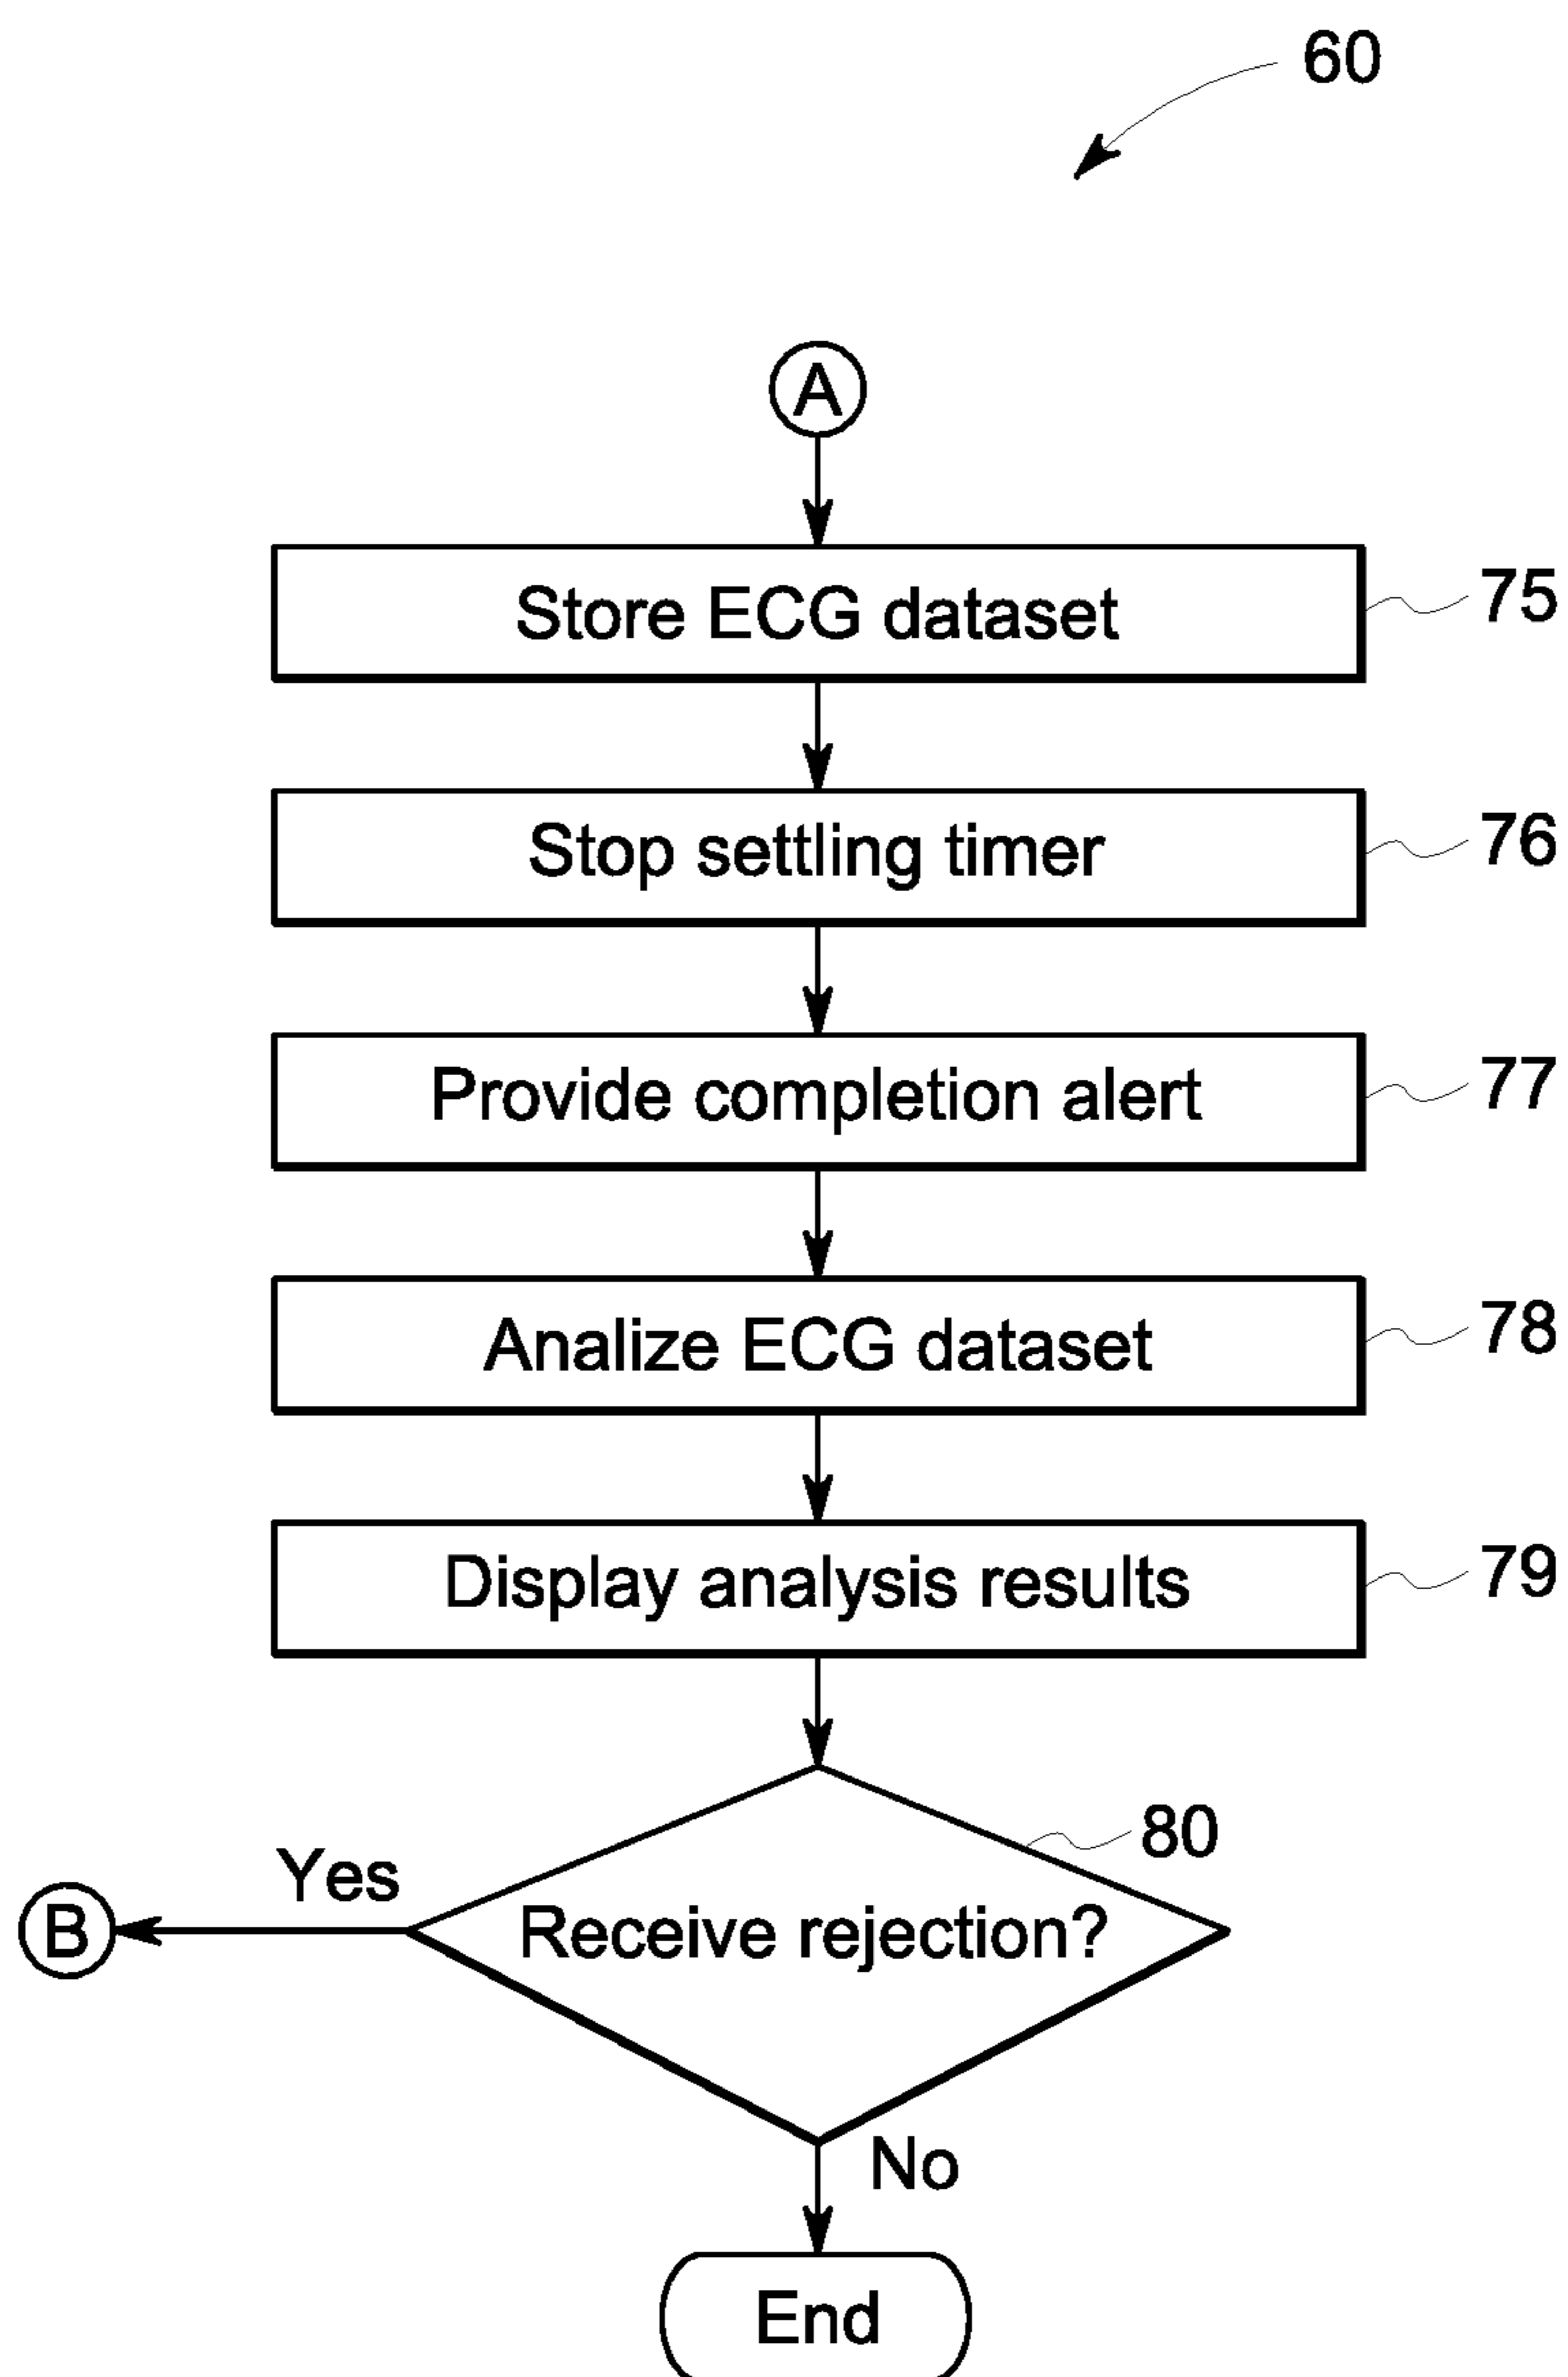 60
A
Store ECG dataset
75
Stop settling timer
76
Provide completion alert
77
Analize ECG dataset
78
Display analysis results
79
80
Yes
B
Receive rejection?
No
End